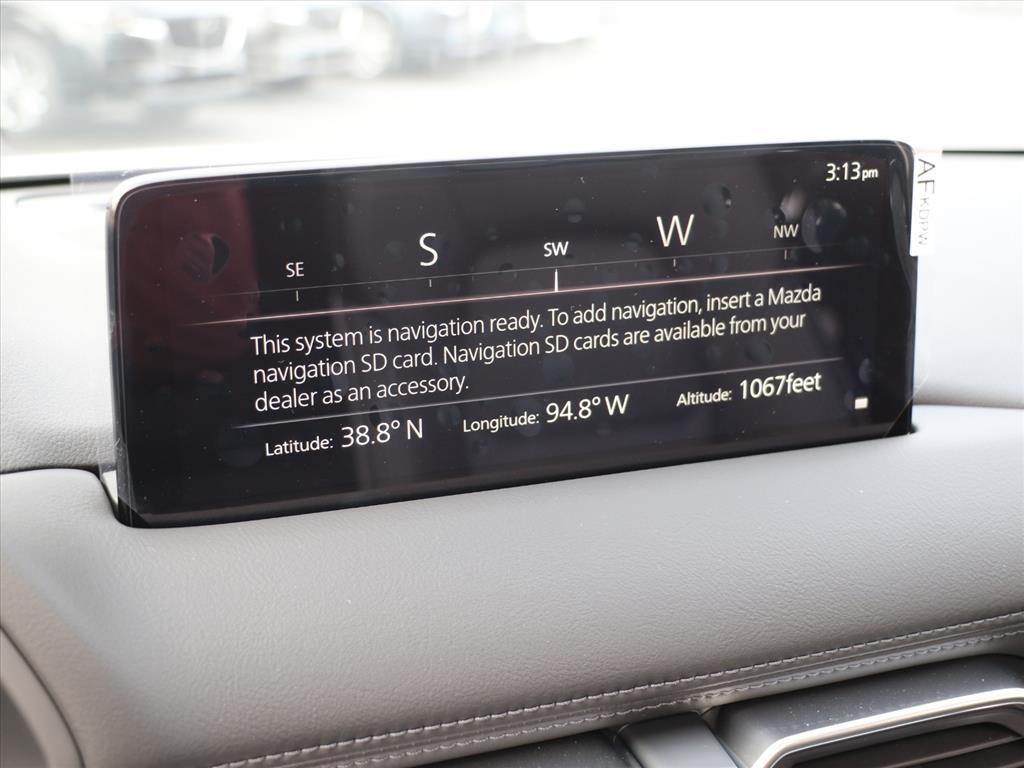 3:13pm
SE S SW W NW
This system is navigation ready. To add navigation, insert a Mazda
navigation SD card. Navigation SD cards are available from your
dealer as an accessory.
Latitude: 38.8° N Longitude: 94.8° W Altitude: 1067feet
AFKDPW